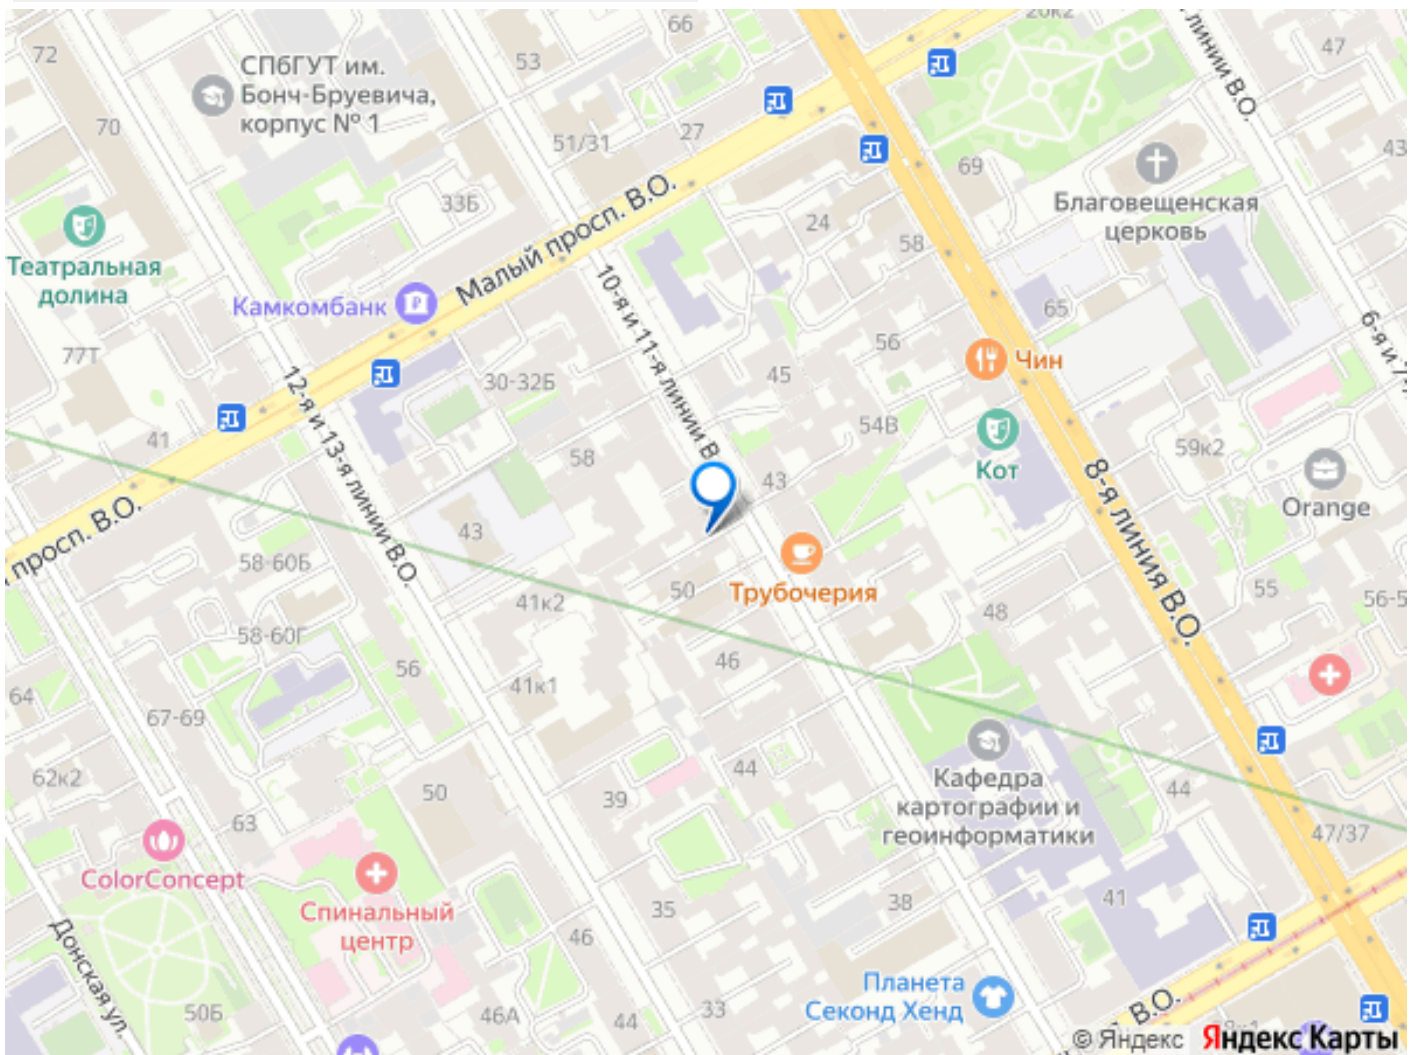 66
20к2
линии В.О.
47
72
СПбГУТ им.
Бонч-Бруевича,
корпус № 1
53
70
51/31
27
43
69
Благовещенская
церковь
33Б
24
58
Малый просп. В.О.
Театральная
долина
Камкомбанк
10-я и 11-я линии В
65
6-я и 7-
77Т
56
Чин
30-32Б
45
12-я и 13-я линии В.О.
54В
41
58
Кот
59к2
8-я линия В.О.
43
Orange
просп. В.О.
43
58-60Б
50
Трубочерия
55
56-5
41к2
48
58-60Г
56
46
64
41к1
67-69
62к2
44
Кафедра
картографии и
геоинформатики
44
50
39
63
47/37
ColorConcept
Спинальный
центр
35
38
41
46
Донская ул.
Планета
Секонд Хенд
50Б
46А
44
33
В.О.
© Яндекс Яндекс Карты